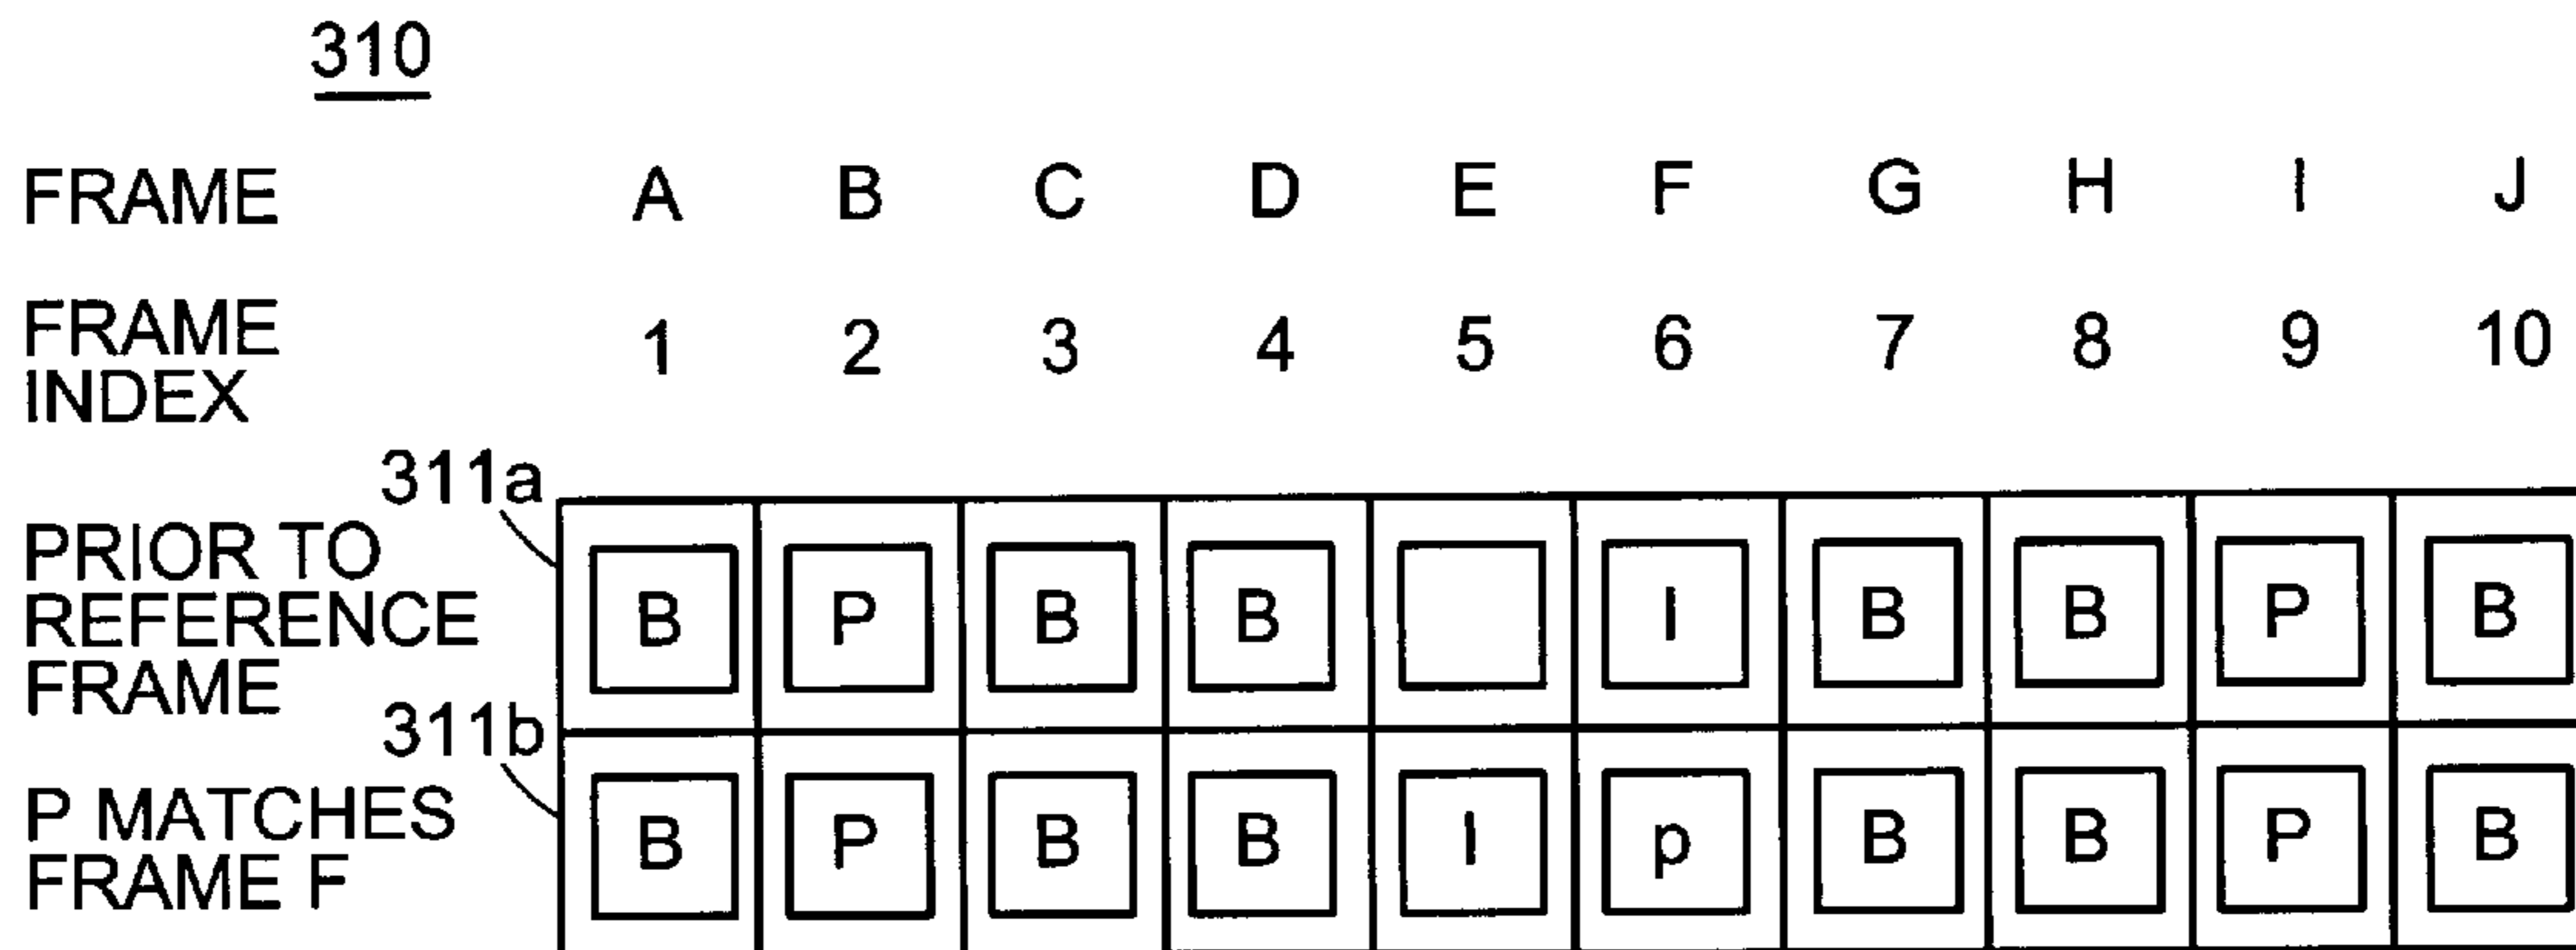 310
FRAME A B C D E F G H I J
FRAME
INDEX 1 2 3 4 5 6 7 8 9 10
311a
PRIOR TO
REFERENCE
FRAME
B P B B I B B P B
311b
P MATCHES
FRAME F
B P B B I p B B P B